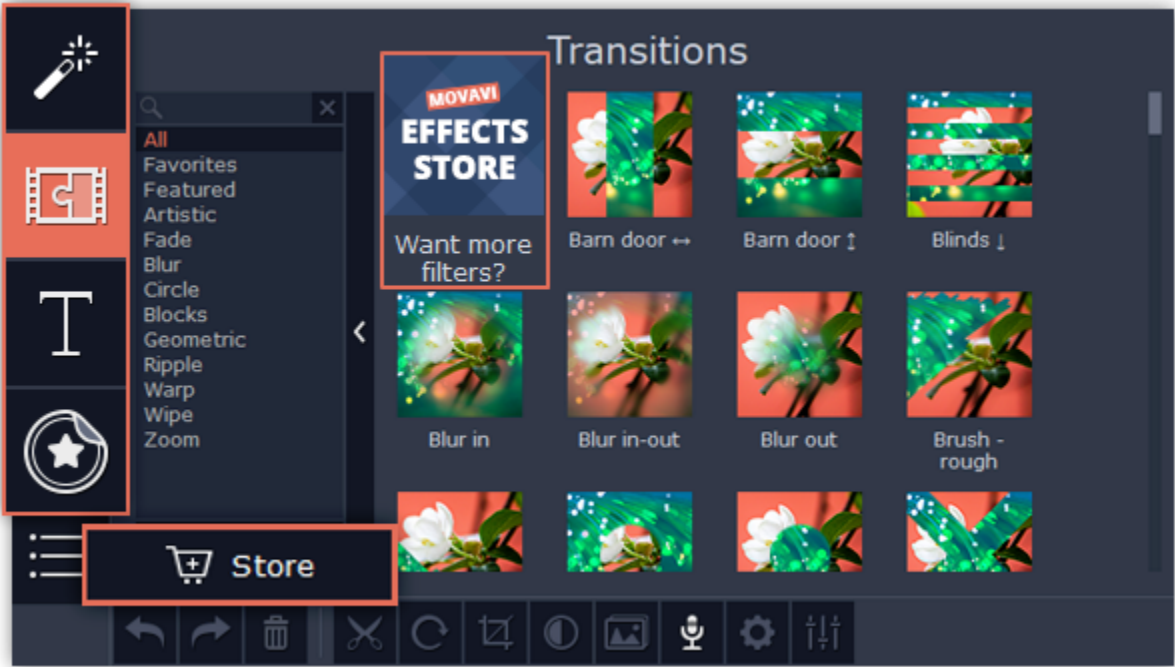 Transitions
MOVAVI
EFFECTS
STORE
Want more
filters?
All
Favorites
Featured
Artistic
Fade
Blur
Circle
Blocks
Geometric
Ripple
Warp
Wipe
Zoom
Barn door ↔
Barn door ↕
Blinds ↓
Blur in
Blur in-out
Blur out
Brush -
rough
T
Store